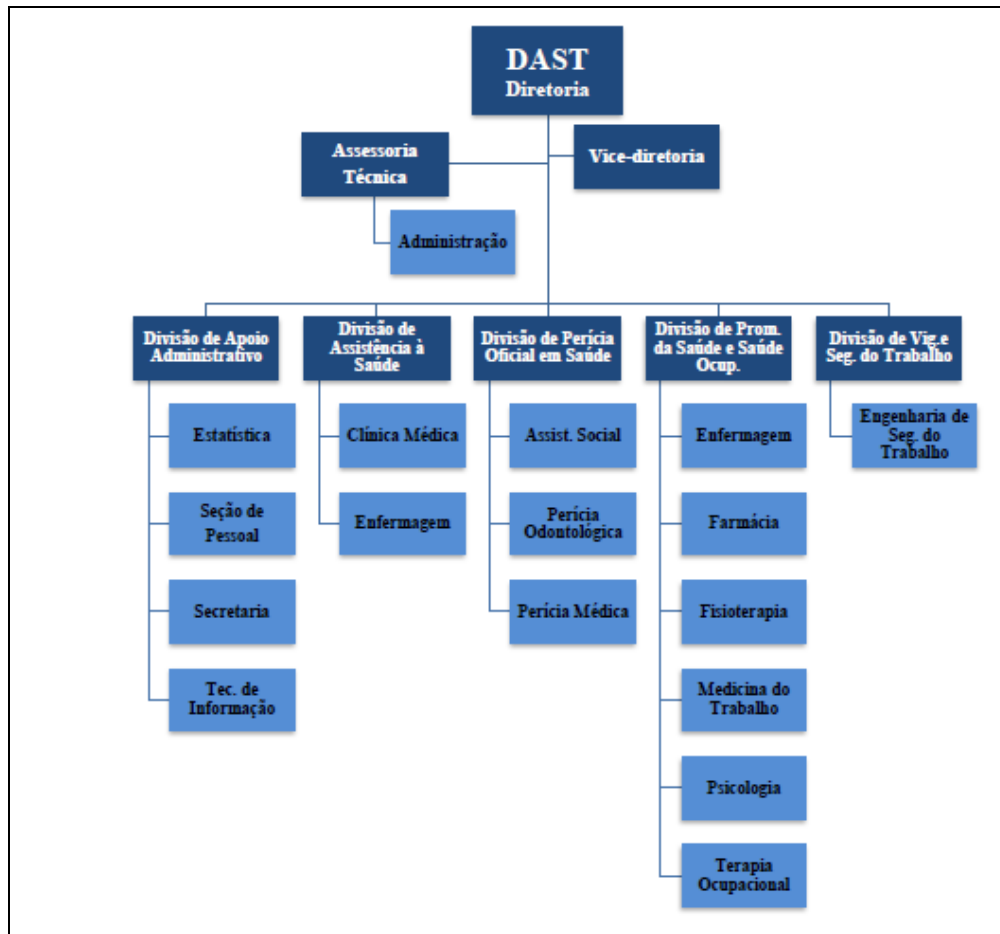 DAST
Diretoria
Assessoria
Técnica
Vice-diretoria
Administração
Divisão de Apoio
Administrativo
Divisão de
Assistência à
Saúde
Divisão de Perícia
Oficial em Saúde
Divisão de Prom.
da Saúde e Saúde
Ocup.
Divisão de Vig.e
Seg. do Trabalho
Estatística
Seção de
Pessoal
Secretaria
Tec. de
Informação
Clínica Médica
Enfermagem
Assist. Social
Perícia
Odontológica
Perícia Médica
Enfermagem
Farmácia
Fisioterapia
Medicina do
Trabalho
Psicologia
Terapia
Ocupacional
Engenharia de
Seg. do
Trabalho